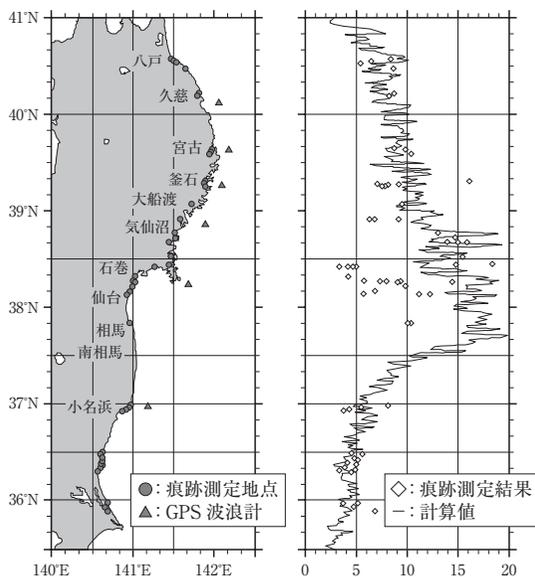 41°N
八戸
久慈
40°N
宮古
釜石
39°N
大船渡
気仙沼
石巻
38°N
仙台
相馬
南相馬
37°N
小名浜
36°N
●：痕跡測定地点
▲：GPS 波浪計
140°E 141°E 142°E
◇：痕跡測定結果
─：計算値
0 5 10 15 20